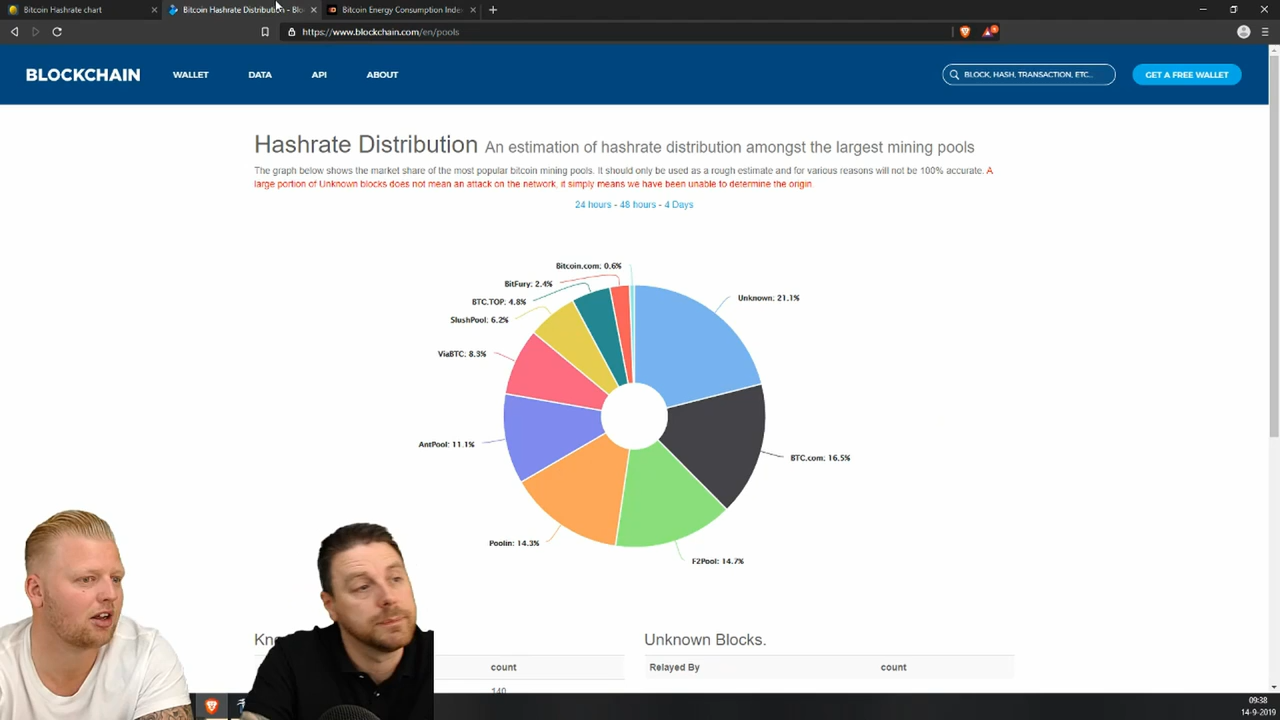 Bitcoin Hashrate chart
Bitcoin Hashrate Distribution - Blo
Bitcoin Energy Consumption Inde
https://www.blockchain.com/en/pools
BLOCKCHAIN
WALLET
DATA
API
ABOUT
BLOCK, HASH, TRANSACTION, ETC...
GET A FREE WALLET
Hashrate Distribution An estimation of hashrate distribution amongst the largest mining pools
The graph below shows the market share of the most popular bitcoin mining pools. It should only be used as a rough estimate and for various reasons will not be 100% accurate. A
large portion of Unknown blocks does not mean an attack on the network, it simply means we have been unable to determine the origin.
24 hours - 48 hours - 4 Days
Bitcoin.com: 0.6%
BitFury: 2.4%
BTC.TOP: 4.8%
SlushPool: 6.2%
ViaBTC: 8.3%
AntPool: 11.1%
Poolin: 14.3%
F2Pool: 14.7%
BTC.com: 16.5%
Unknown: 21.1%
Kn
count
140
Unknown Blocks.
Relayed By
count
09:38
14-9-2019